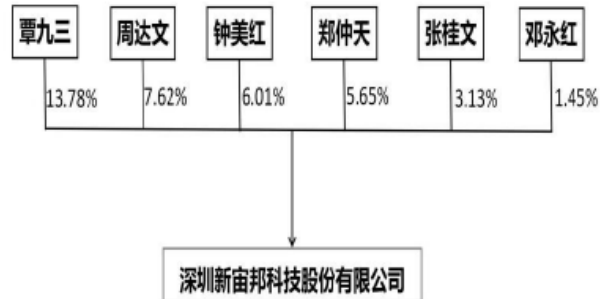 覃九三 周达文 钟美红 郑仲天 张桂文 邓永红
13.78% 7.62% 6.01% 5.65% 3.13% 1.45%
深圳新宙邦科技股份有限公司